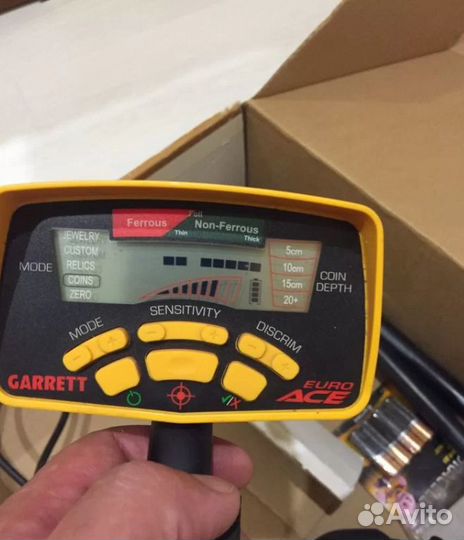 Foil
Ferrous
Non-Ferrous
Thin
Thick
JEWELRY
CUSTOM
RELICS
COINS
ZERO
MODE
5cm
10cm
15cm
20+
COIN
DEPTH
SENSITIVITY
MODE
DISCRIM
- +
- +
- +
GARRETT
EURO
ACE
✓/X
Avito